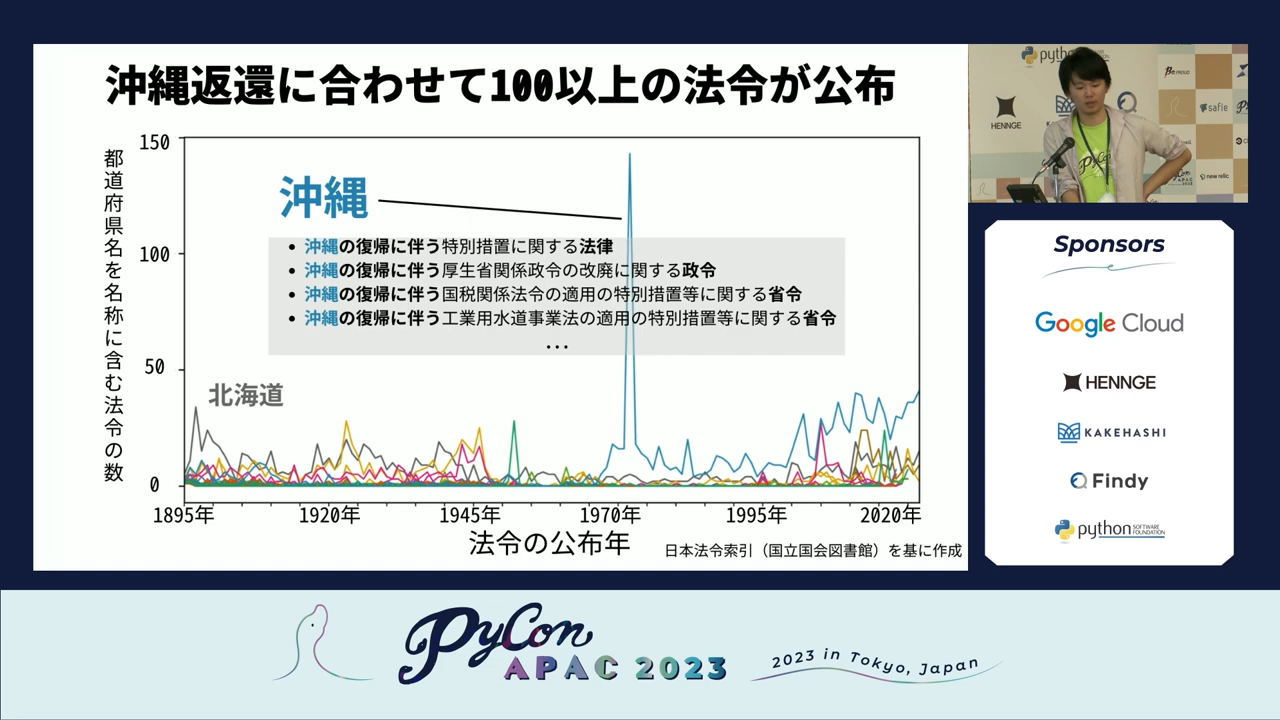 沖縄返還に合わせて100以上の法令が公布
都道府県名を名称に含む法令の数
150
100
50
0
沖縄
• 沖縄の復帰に伴う特別措置に関する法律
• 沖縄の復帰に伴う厚生省関係政令の改廃に関する政令
• 沖縄の復帰に伴う国税関係法令の適用の特別措置等に関する省令
• 沖縄の復帰に伴う工業用水道事業法の適用の特別措置等に関する省令
...
北海道
1895年
1920年
1945年
1970年
1995年
2020年
法令の公布年
日本法令索引（国立国会図書館）を基に作成
python
HENNGE
safie
new relic
PyCon
APAC
Sponsors
Google Cloud
HENNGE
KAKEHASHI
Findy
python SOFTWARE FOUNDATION
PyCon
APAC 2023
2023 in Tokyo, Japan